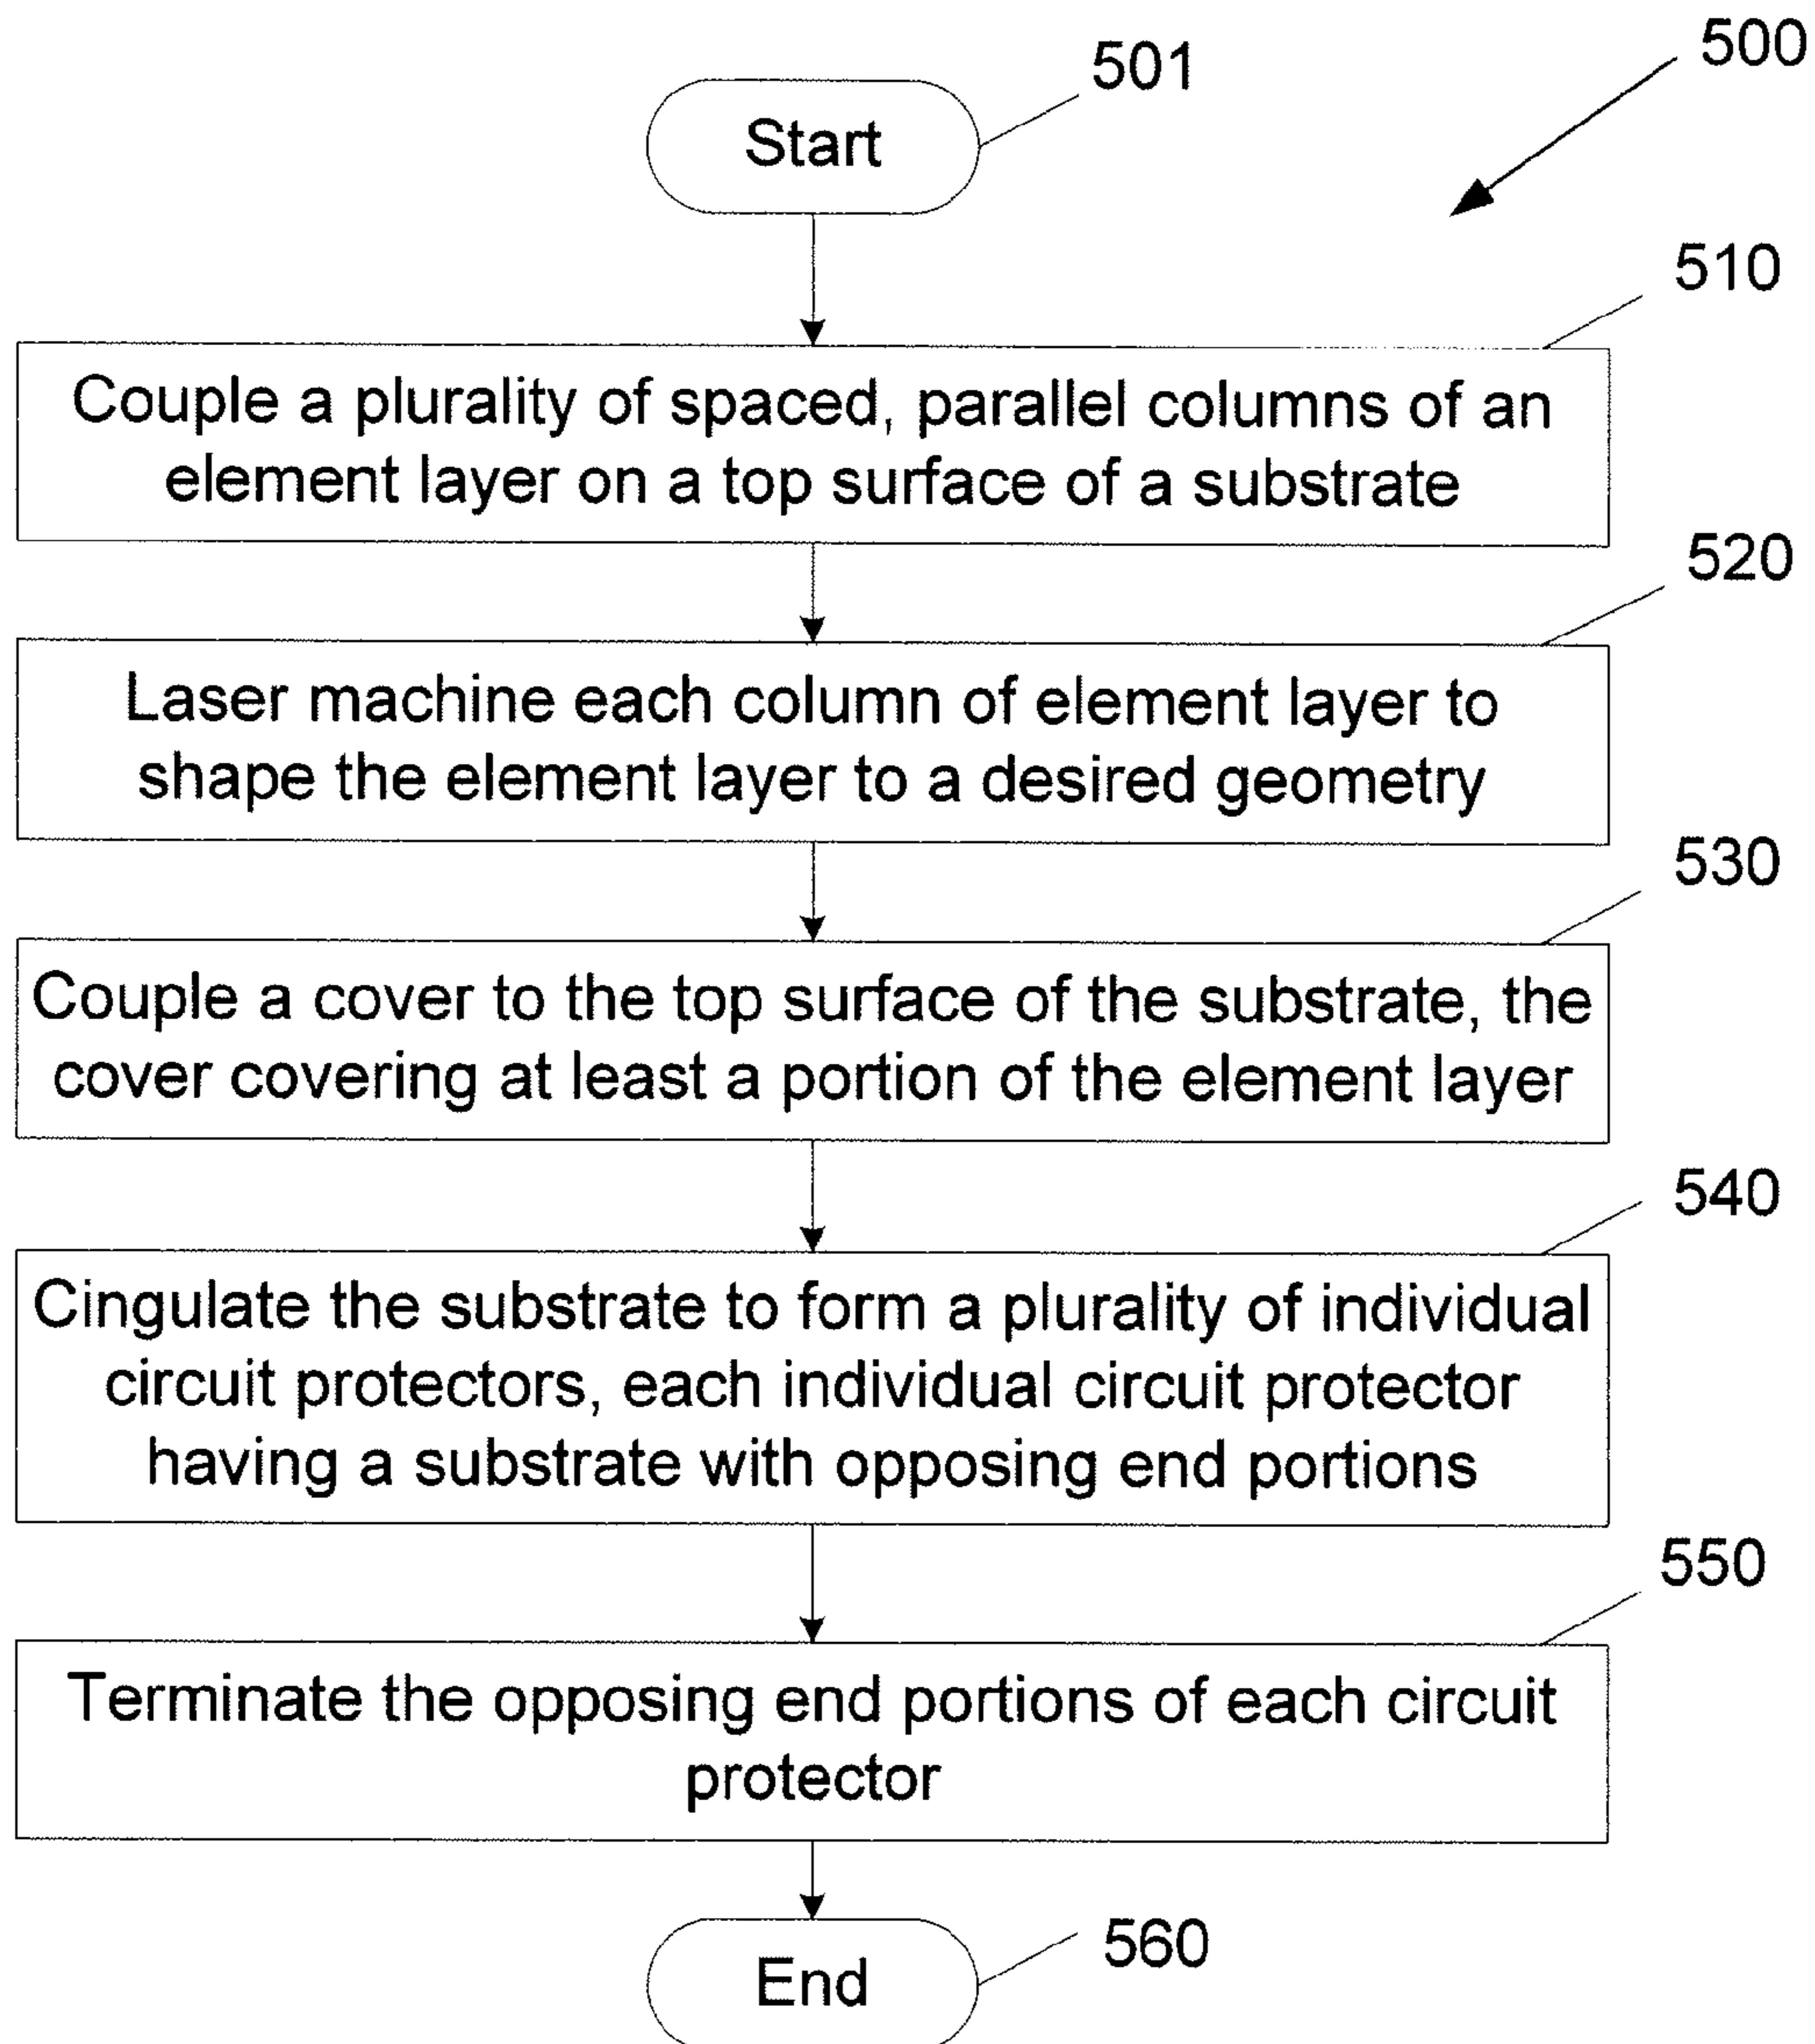 500
501
Start
510
Couple a plurality of spaced, parallel columns of an
element layer on a top surface of a substrate
520
Laser machine each column of element layer to
shape the element layer to a desired geometry
530
Couple a cover to the top surface of the substrate, the
cover covering at least a portion of the element layer
540
Cingulate the substrate to form a plurality of individual
circuit protectors, each individual circuit protector
having a substrate with opposing end portions
550
Terminate the opposing end portions of each circuit
protector
560
End